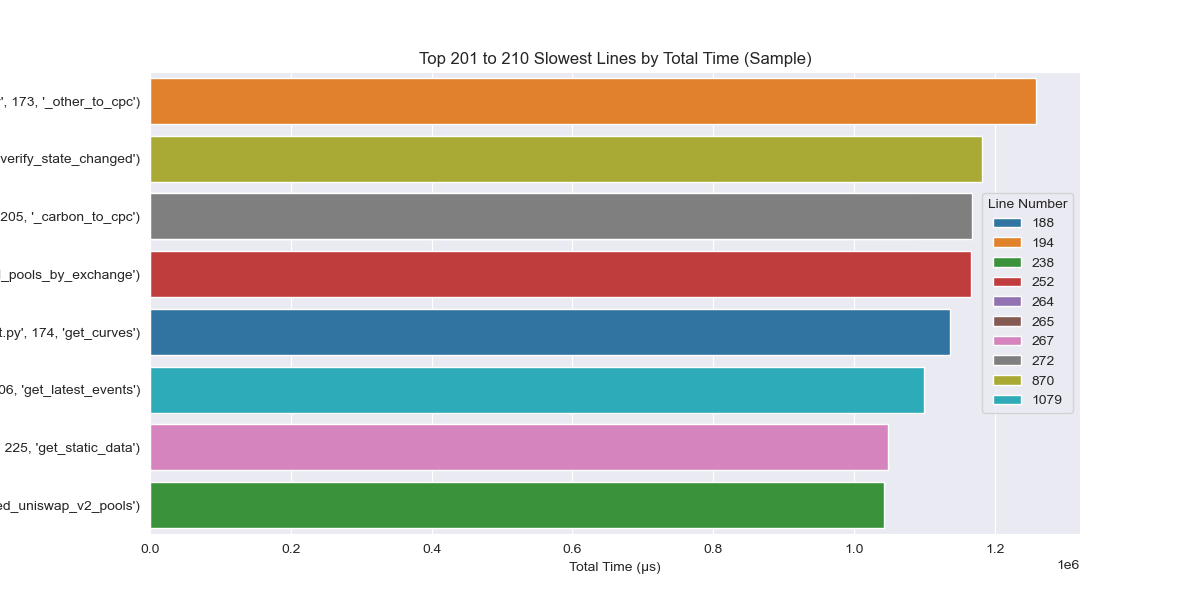 Top 201 to 210 Slowest Lines by Total Time (Sample)
', 173, '_other_to_cpc')
verify_state_changed')
205, '_carbon_to_cpc')
_pools_by_exchange')
t.py', 174, 'get_curves')
06, 'get_latest_events')
225, 'get_static_data')
ed_uniswap_v2_pools')
Line Number
188
194
238
252
264
265
267
272
870
1079
0.0 0.2 0.4 0.6 0.8 1.0 1.2
1e6
Total Time (µs)